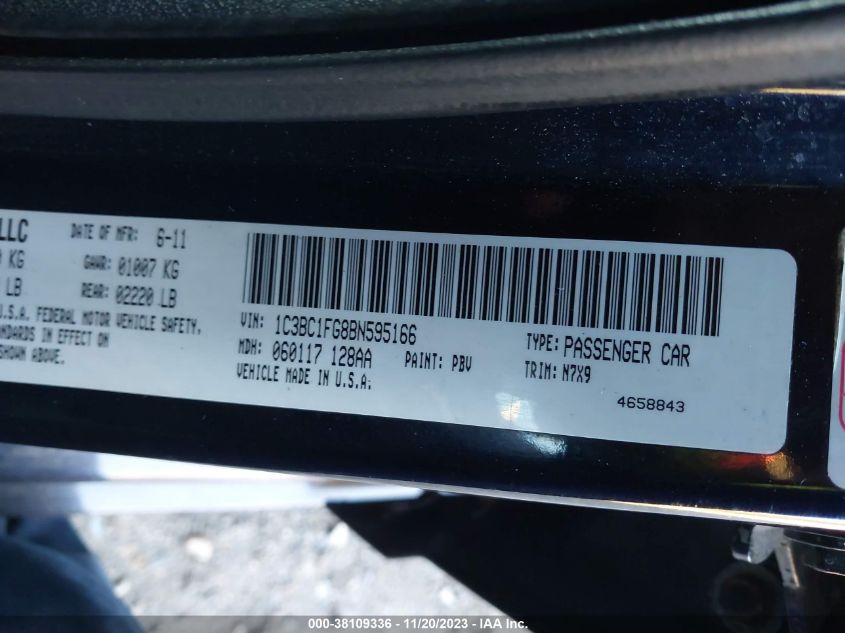 LLC DATE OF MFR: 6-11
KG GAWR: 01007 KG
LB REAR: 02220 LB
U.S.A. FEDERAL MOTOR VEHICLE SAFETY,
IN EFFECT ON
SHOWN ABOVE.
VIN: 1C3BC1FG8BN595166
MDH: 060117 128AA PAINT: PBV
VEHICLE MADE IN U.S.A.
TYPE: PASSENGER CAR
TRIM: N7X9
4658843
000-38109336 - 11/20/2023 - IAA Inc.